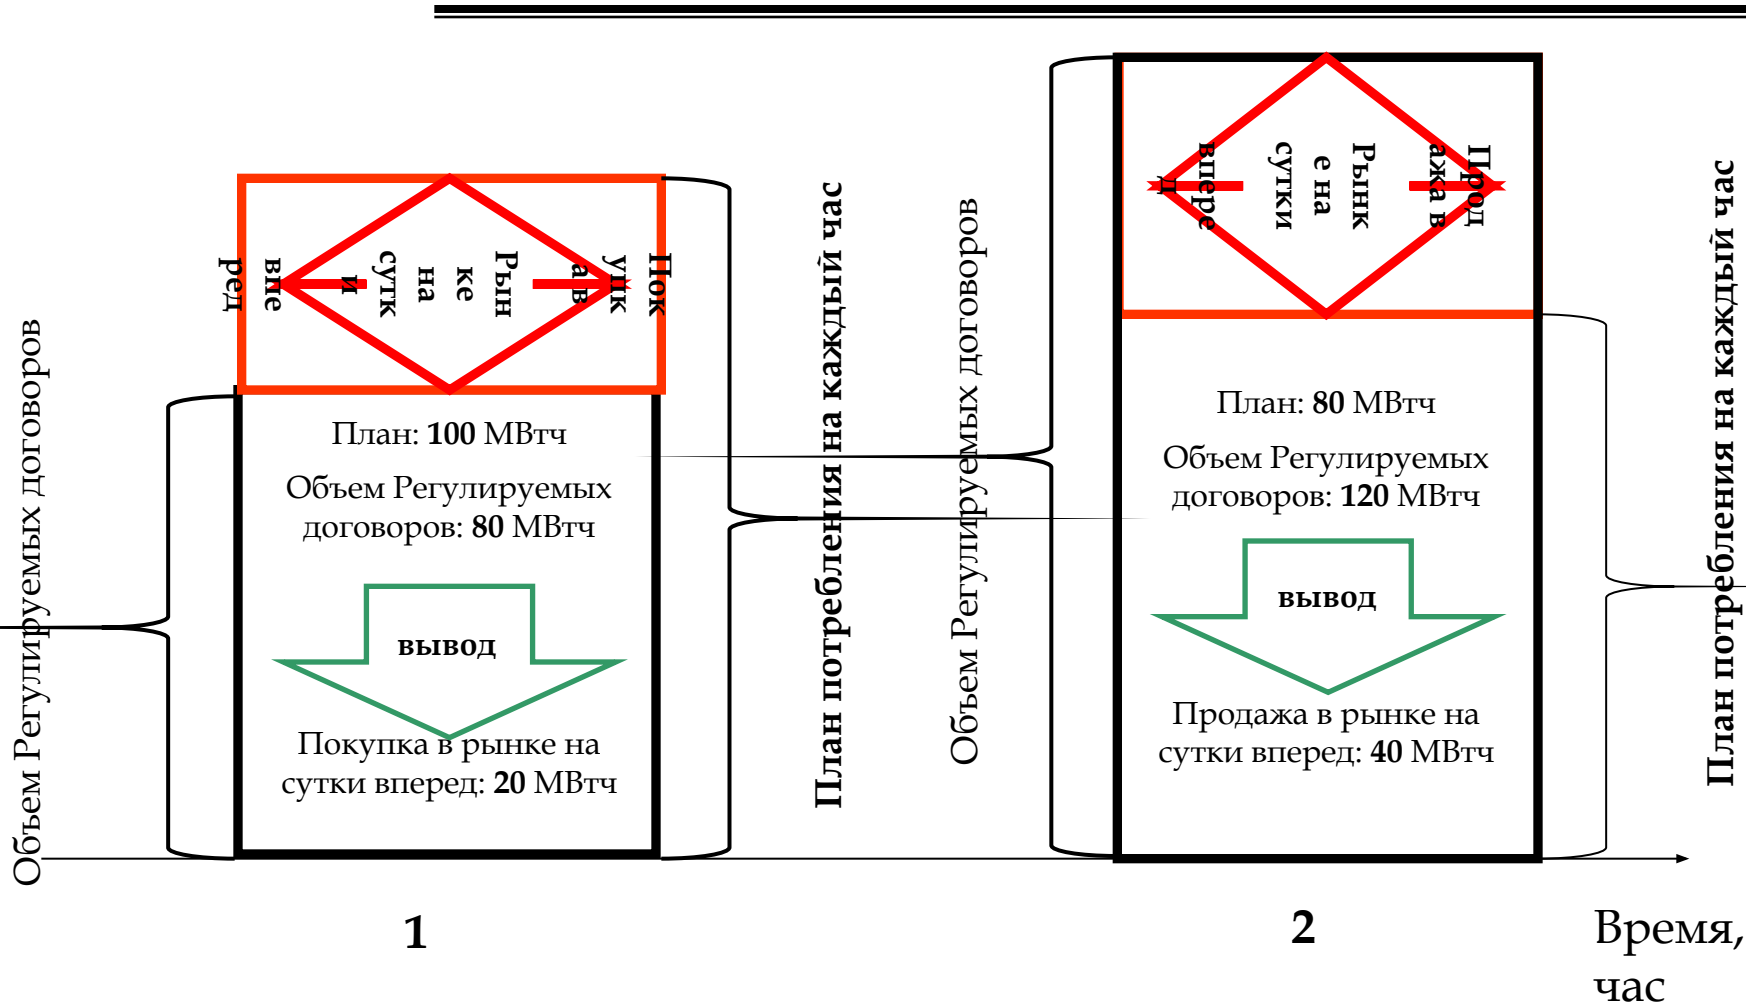 Объем Регулируемых договоров
Пок
упк
а в
Рын
ке
на
сутк
и
впе
ред
План: 100 МВтч
Объем Регулируемых
договоров: 80 МВтч
вывод
Покупка в рынке на
сутки вперед: 20 МВтч
План потребления на каждый час
Объем Регулируемых договоров
Прод
ажа в
Рынк
е на
сутки
впере
д
План: 80 МВтч
Объем Регулируемых
договоров: 120 МВтч
вывод
Продажа в рынке на
сутки вперед: 40 МВтч
План потребления на каждый час
1
2
Время,
час